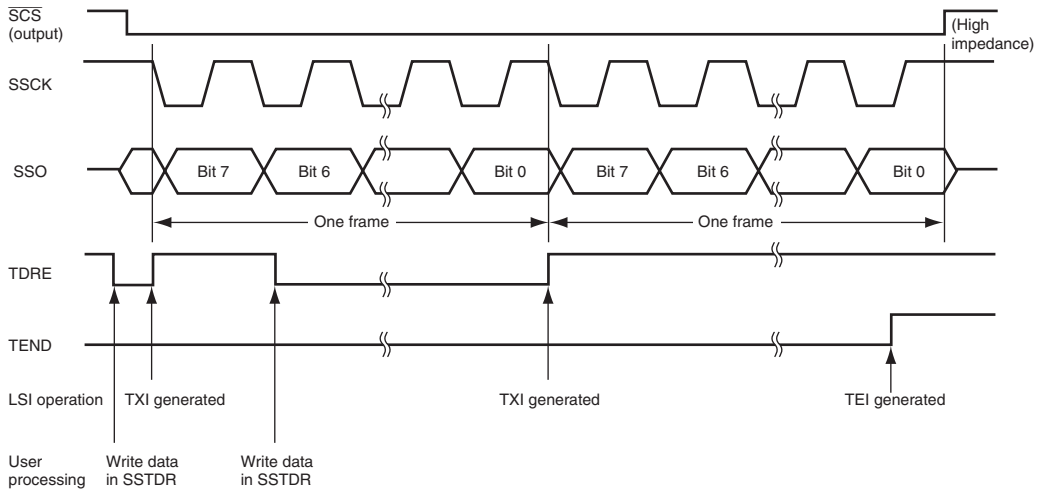 SCS
(output)
(High
impedance)
SSCK
SSO
Bit 7
Bit 6
Bit 0
Bit 7
Bit 6
Bit 0
One frame
One frame
TDRE
TEND
LSI operation
TXI generated
TXI generated
TEI generated
User
processing
Write data
in SSTDR
Write data
in SSTDR